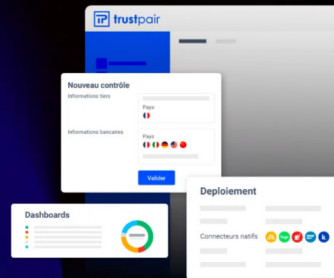 trustpair
Nouveau contrôle
Informations tiers
Pays
Informations bancaires
Pays
Valider
Deploiement
Dashboards
Connecteurs natifs